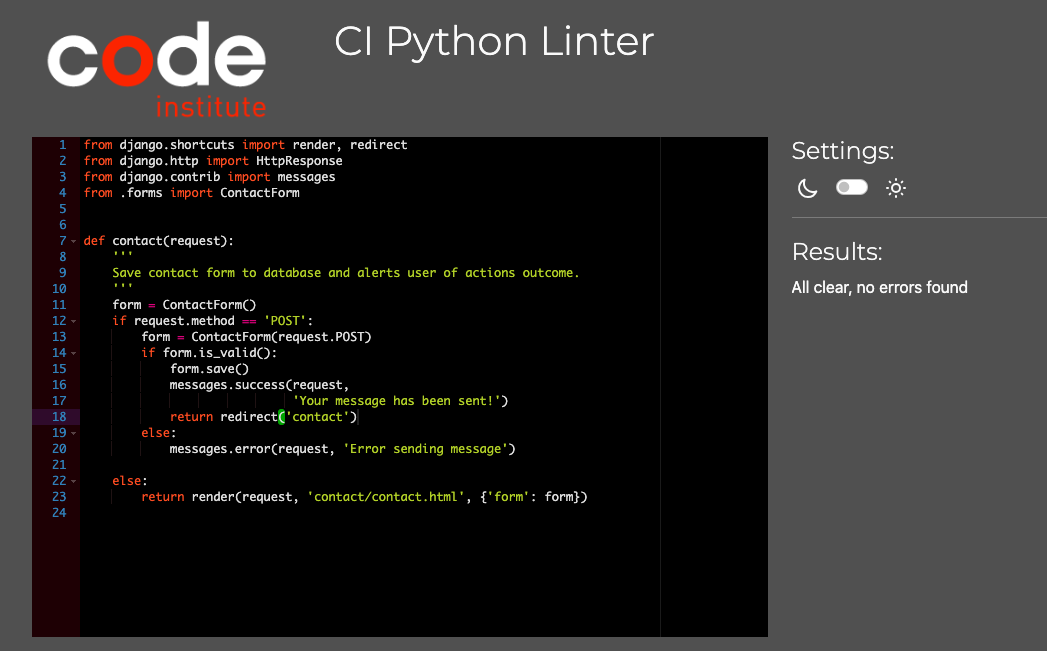 code
institute
CI Python Linter
1 from django.shortcuts import render, redirect
2 from django.http import HttpResponse
3 from django.contrib import messages
4 from .forms import ContactForm
5
6
7 def contact(request):
8     '''
9     Save contact form to database and alerts user of actions outcome.
10     '''
11     form = ContactForm()
12     if request.method == 'POST':
13         form = ContactForm(request.POST)
14         if form.is_valid():
15             form.save()
16             messages.success(request,
17                              'Your message has been sent!')
18             return redirect('contact')
19         else:
20             messages.error(request, 'Error sending message')
21
22     else:
23         return render(request, 'contact/contact.html', {'form': form})
24
Settings:
Results:
All clear, no errors found